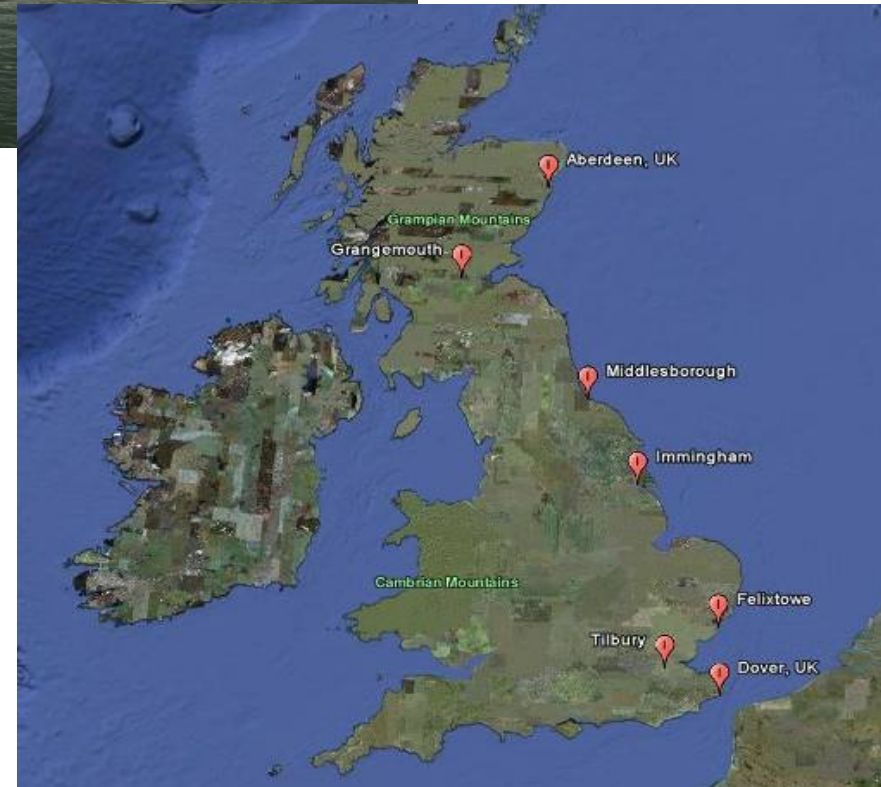 Aberdeen, UK
Grampian Mountains
Grangemouth
Middlesborough
Immingham
Cambrian Mountains
Felixtowe
Tilbury
Dover, UK